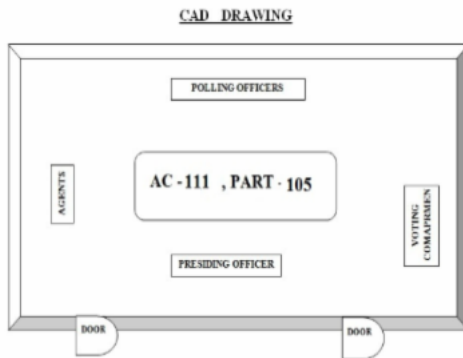 CAD DRAWING
POLLING OFFICERS
AC -111 , PART - 105
AGENTS
VOTING
COMAPRMEN
PRESIDING OFFICER
DOOR
DOOR